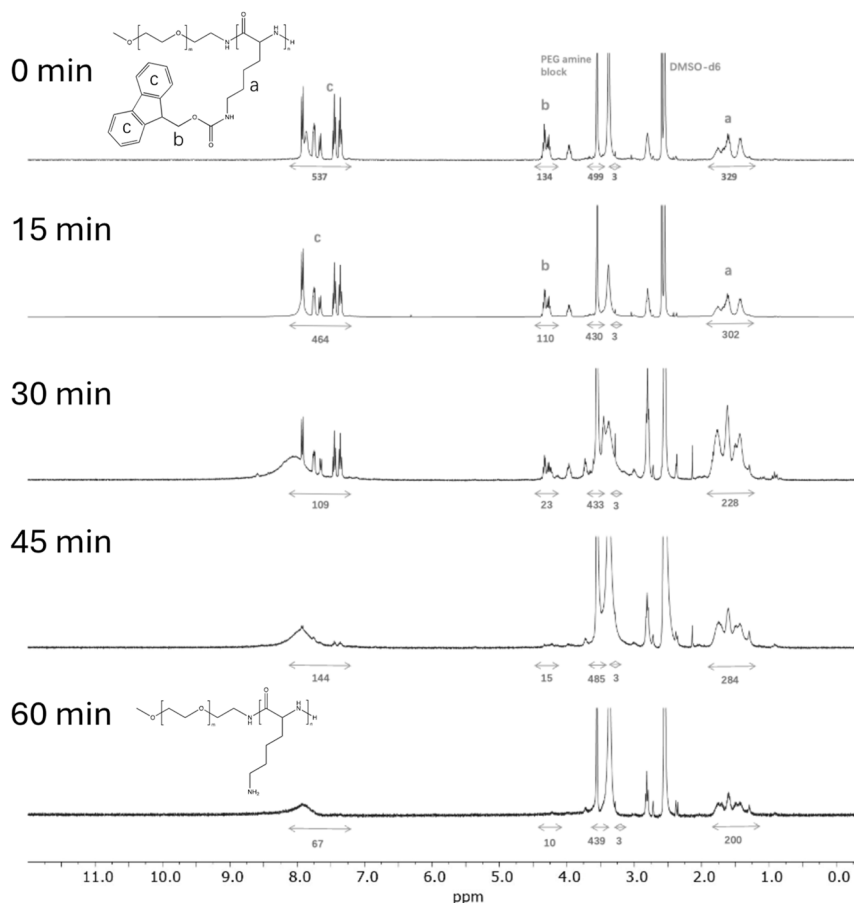 0 min
O
O
m
N
H
O
H
N
H
n
c
c
b
O
O
NH
a
c
b
PEG amine
block
DMSO-d6
a
537
134
499
3
329
15 min
c
b
a
464
110
430
3
302
30 min
109
23
433
3
228
45 min
144
15
485
3
284
60 min
O
O
m
N
H
O
H
N
H
n
NH2
67
10
439
3
200
11.0 10.0 9.0 8.0 7.0 6.0 5.0 4.0 3.0 2.0 1.0 0.0
ppm